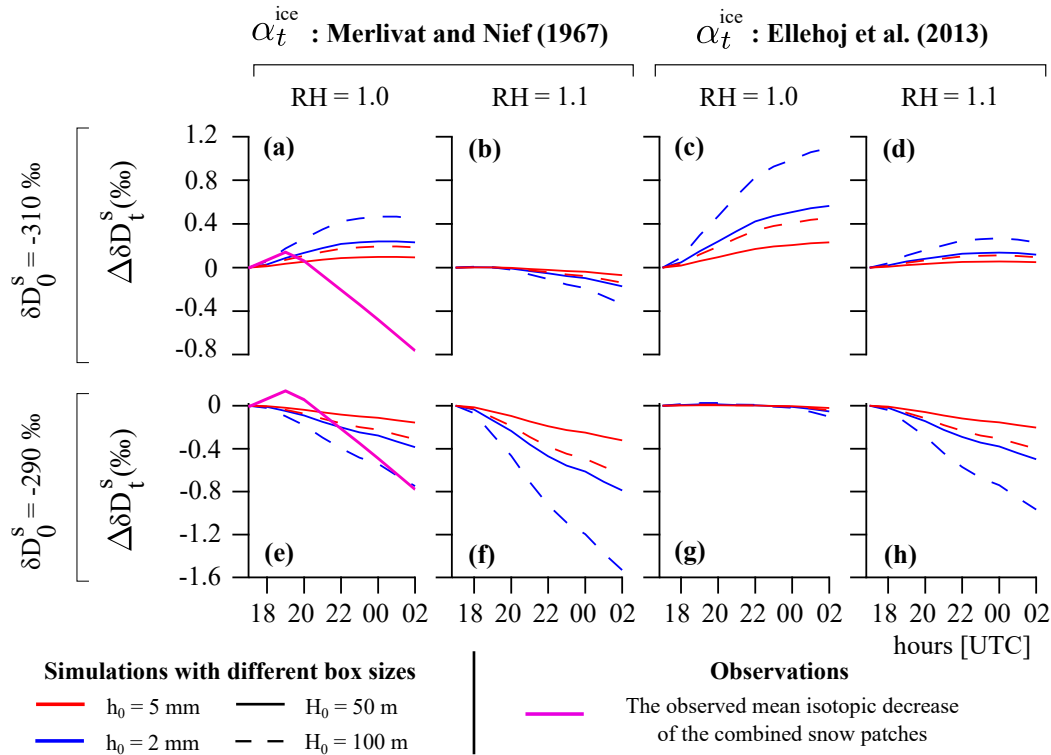 α_t^ice : Merlivat and Nief (1967)
α_t^ice : Ellehoj et al. (2013)
RH = 1.0
RH = 1.1
RH = 1.0
RH = 1.1
δD_0^s = -310 ‰
ΔδD_t^s(‰)
1.2
0.8
0.4
0
-0.4
-0.8
(a)
(b)
(c)
(d)
δD_0^s = -290 ‰
ΔδD_t^s(‰)
0
-0.4
-0.8
-1.2
-1.6
(e)
(f)
(g)
(h)
18 20 22 00 02
18 20 22 00 02
18 20 22 00 02
18 20 22 00 02
hours [UTC]
Simulations with different box sizes
h₀ = 5 mm
H₀ = 50 m
h₀ = 2 mm
H₀ = 100 m
Observations
The observed mean isotopic decrease
of the combined snow patches